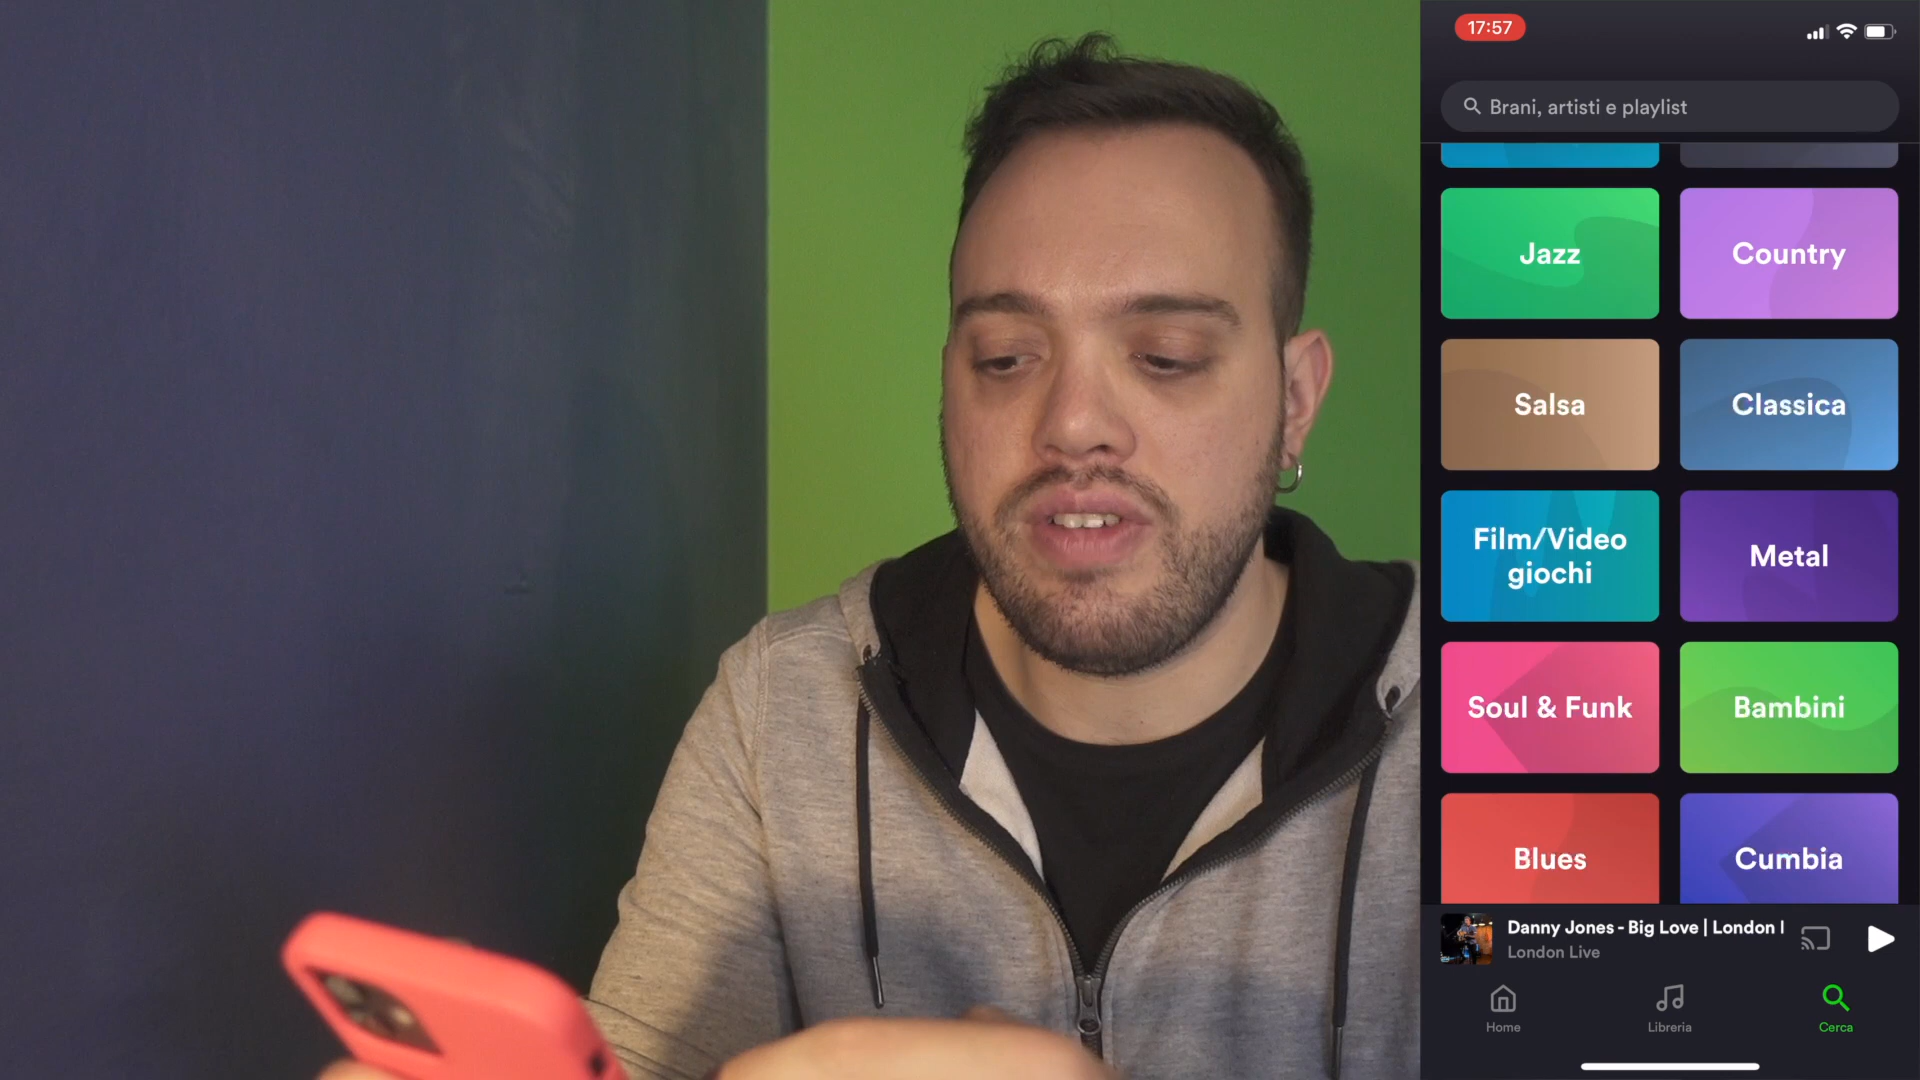 17:57
Brani, artisti e playlist
Jazz
Country
Salsa
Classica
Film/Video
giochi
Metal
Soul & Funk
Bambini
Blues
Cumbia
Danny Jones - Big Love | London
London Live
Home
Libreria
Cerca